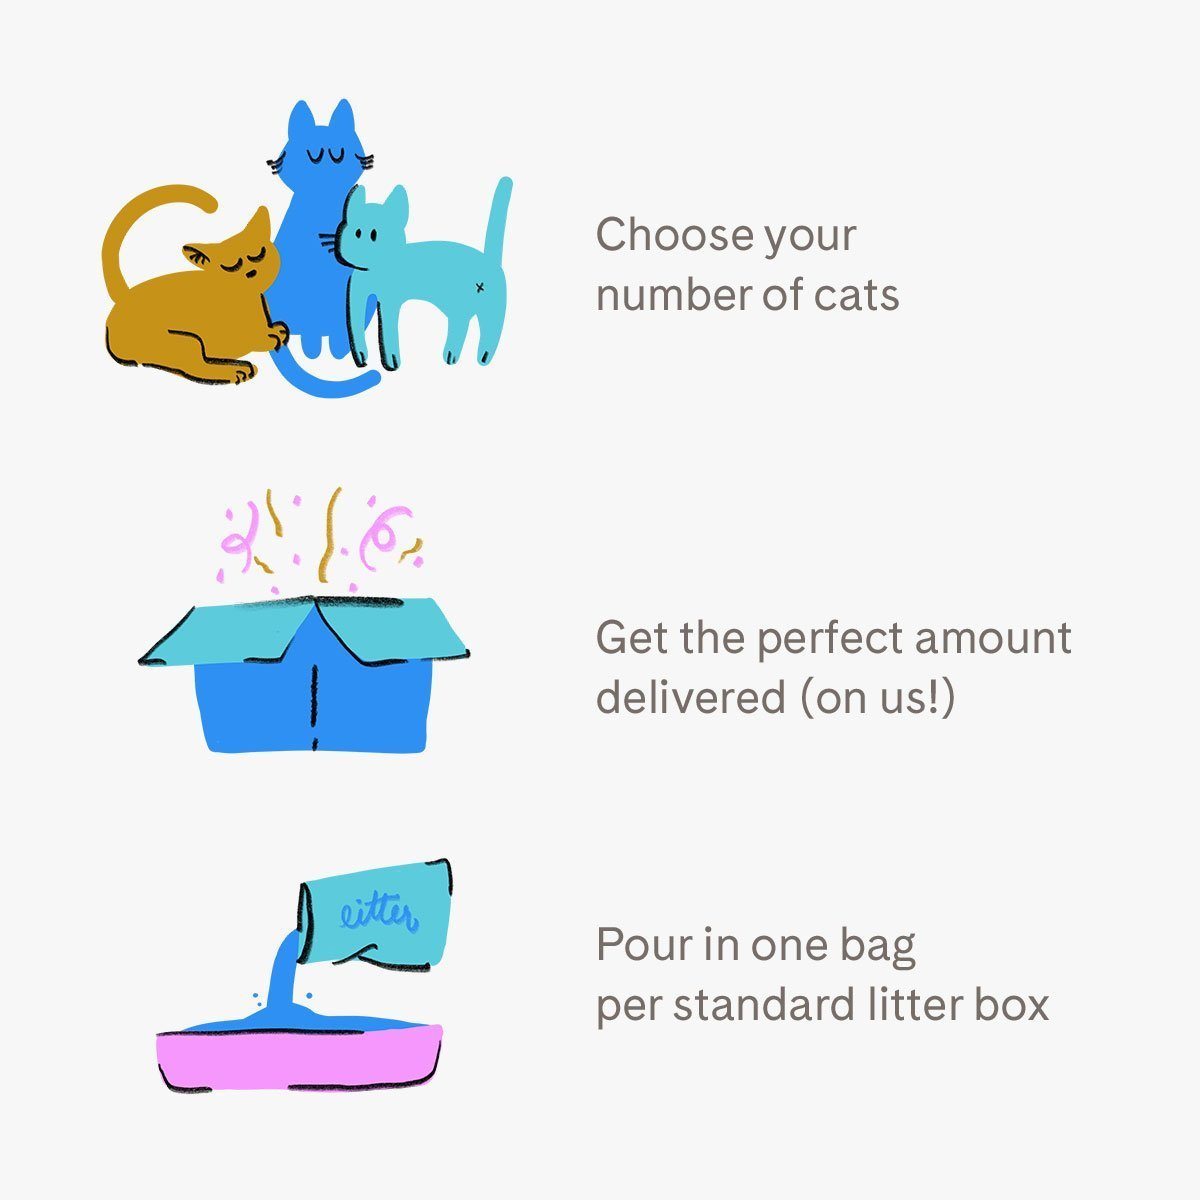 Choose your
number of cats
Get the perfect amount
delivered (on us!)
litter
Pour in one bag
per standard litter box